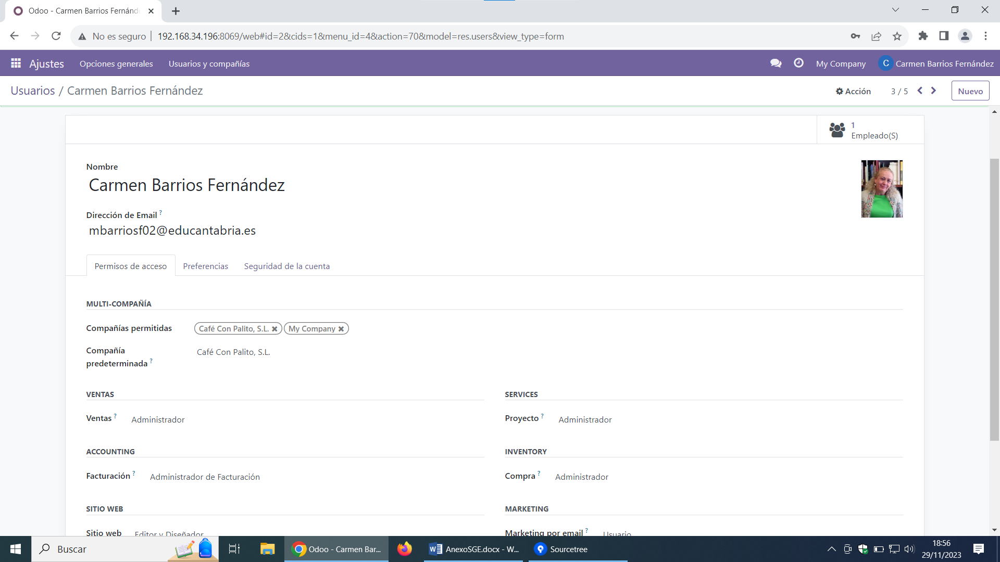 Odoo - Carmen Barrios Fernánde
No es seguro
192.168.34.196:8069/web#id=2&cids=1&menu_id=4&action=70&model=res.users&view_type=form
Ajustes
Opciones generales
Usuarios y compañías
My Company
C
Carmen Barrios Fernández
Usuarios / Carmen Barrios Fernández
Acción
3 / 5
Nuevo
1
Empleado(S)
Nombre
Carmen Barrios Fernández
Dirección de Email ?
mbarriosf02@educantabria.es
Permisos de acceso
Preferencias
Seguridad de la cuenta
MULTI-COMPAÑÍA
Compañías permitidas
Café Con Palito, S.L.
My Company
Compañía
predeterminada ?
Café Con Palito, S.L.
VENTAS
Ventas ?
Administrador
SERVICES
Proyecto ?
Administrador
ACCOUNTING
Facturación ?
Administrador de Facturación
INVENTORY
Compra ?
Administrador
SITIO WEB
Sitio web
Editor y Diseñador
MARKETING
Marketing por email ?
Usuario
Buscar
Odoo - Carmen Bar...
AnexoSGE.docx - W...
Sourcetree
18:56
29/11/2023